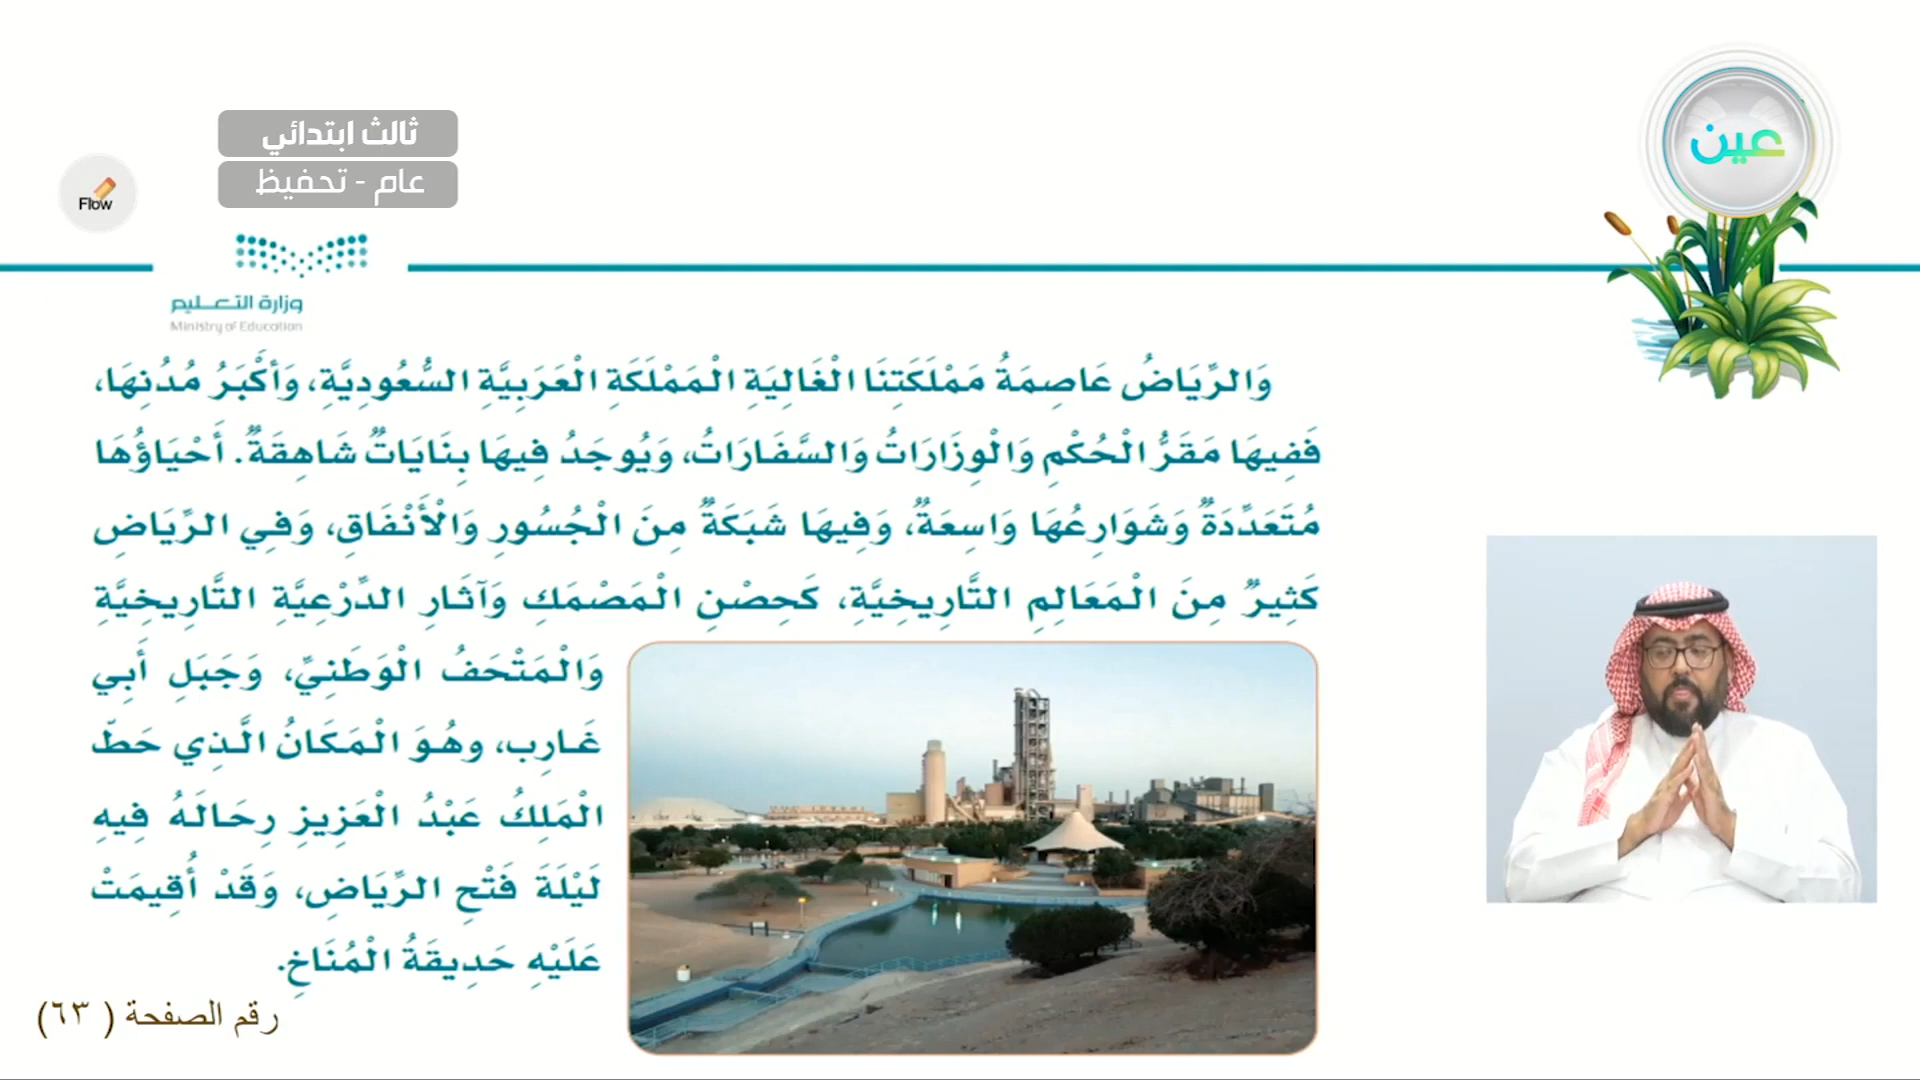 عين
ثالث ابتدائي
عام - تحفيظ
Flow
وزارة التعليم
Ministry of Education
وَالرِّيَاضُ عَاصِمَةُ مَمْلَكَتِنَا الْغَالِيَةِ الْمَمْلَكَةِ الْعَرَبِيَّةِ السُّعُودِيَّةِ، وَأَكْبَرُ مُدُنِهَا،
فَفِيهَا مَقَرُّ الْحُكْمِ وَالْوِزَارَاتُ وَالسَّفَارَاتُ، وَيُوجَدُ فِيهَا بِنَايَاتٌ شَاهِقَةٌ. أَحْيَاؤُهَا
مُتَعَدِّدَةٌ وَشَوَارِعُهَا وَاسِعَةٌ، وَفِيهَا شَبَكَةٌ مِنَ الْجُسُورِ وَالْأَنْفَاقِ، وَفِي الرِّيَاضِ
كَثِيرٌ مِنَ الْمَعَالِمِ التَّارِيخِيَّةِ، كَحِصْنِ الْمَصْمَكِ وَآثَارِ الدِّرْعِيَّةِ التَّارِيخِيَّةِ
وَالْمَتْحَفُ الْوَطَنِيِّ، وَجَبَلِ أَبِي
غَارِب، وهُوَ الْمَكَانُ الَّذِي حَطّ
الْمَلِكُ عَبْدُ الْعَزِيزِ رِحَالَهُ فِيهِ
لَيْلَةَ فَتْحِ الرِّيَاضِ، وَقَدْ أُقِيمَتْ
عَلَيْهِ حَدِيقَةُ الْمُنَاخِ.
رقم الصفحة ( ٦٣)